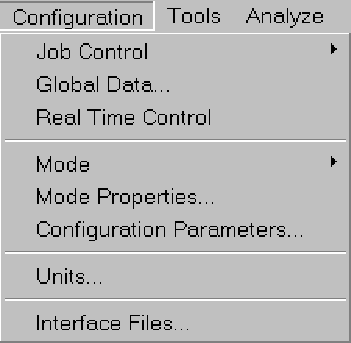 Configuration Tools Analyze
Job Control
Global Data...
Real Time Control
Mode
Mode Properties...
Configuration Parameters...
Units...
Interface Files...